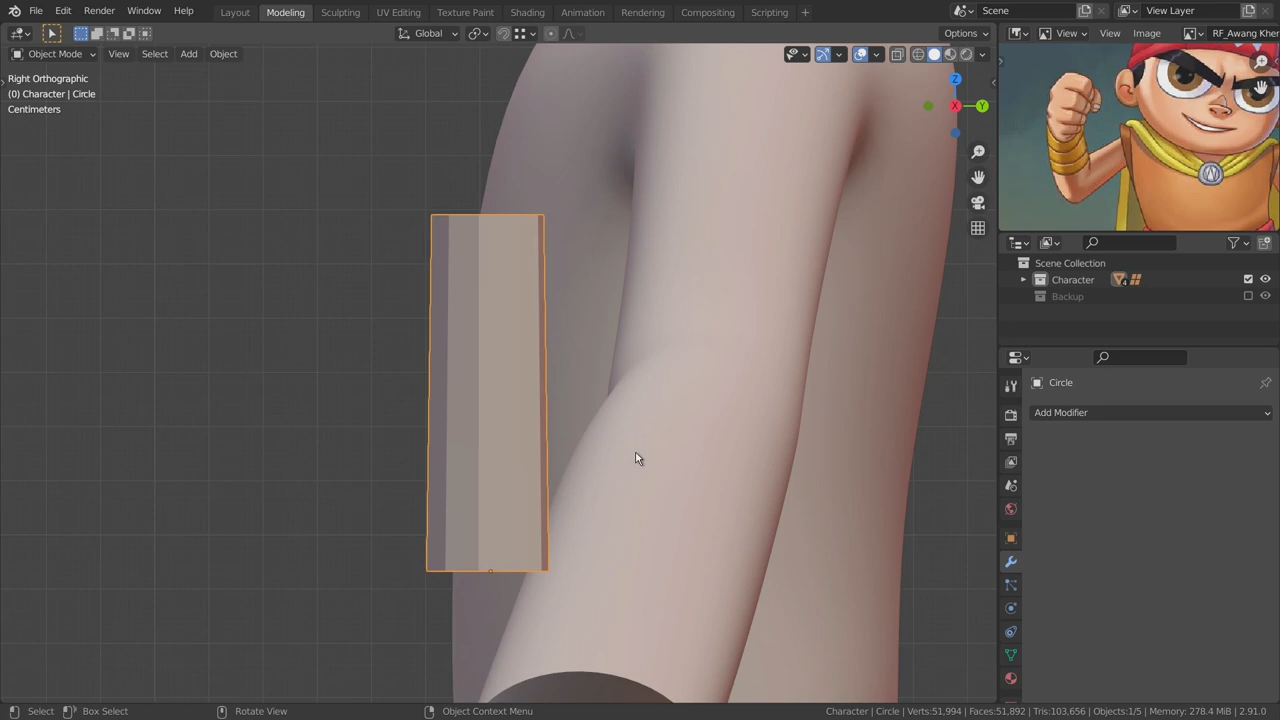 File Edit Render Window Help Layout Modeling Sculpting UV Editing Texture Paint Shading Animation Rendering Compositing Scripting + Scene View Layer
Global Options View Image RF_Awang Kher
Object Mode View Select Add Object
Right Orthographic
(0) Character | Circle
Centimeters
Z
X Y
Scene Collection
Character 4
Backup
Circle
Add Modifier
Select Box Select Rotate View Object Context Menu Character | Circle | Verts:51,994 | Faces:51,892 | Tris:103,656 | Objects:1/5 | Memory: 278.4 MiB | 2.91.0